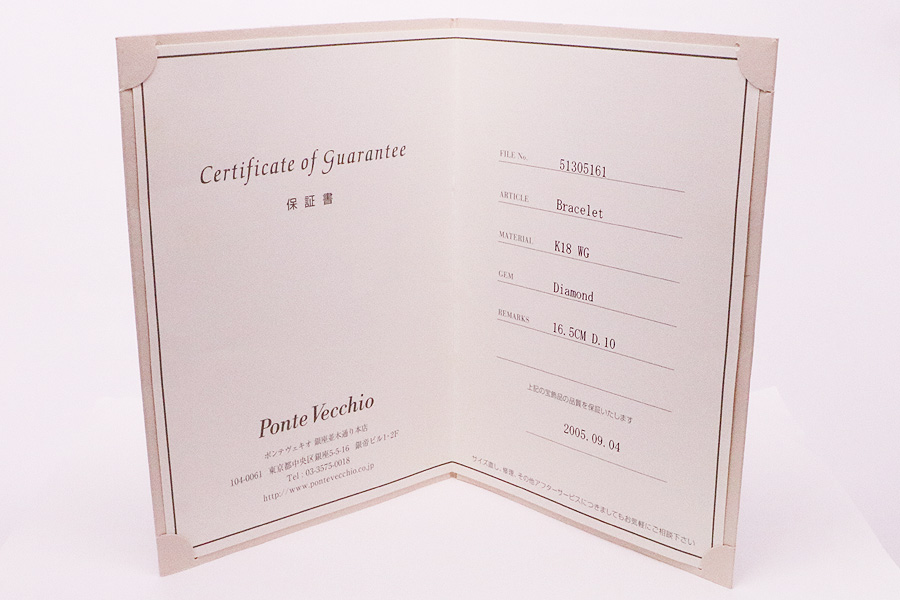 Certificate of Guarantee
保証書
Ponte Vecchio
ポンテヴェキオ 銀座並木通り本店
104-0061 東京都中央区銀座5-5-16 銀帝ビル1・2F
Tel : 03-3575-0018
http://www.pontevecchio.co.jp
FILE No. 51305161
ARTICLE Bracelet
MATERIAL K18 WG
GEM Diamond
REMARKS 16.5CM D.10
上記の宝飾品の品質を保証いたします
2005.09.04
サイズ直し、修理、その他アフターサービスにつきましてもお気軽にご相談下さい